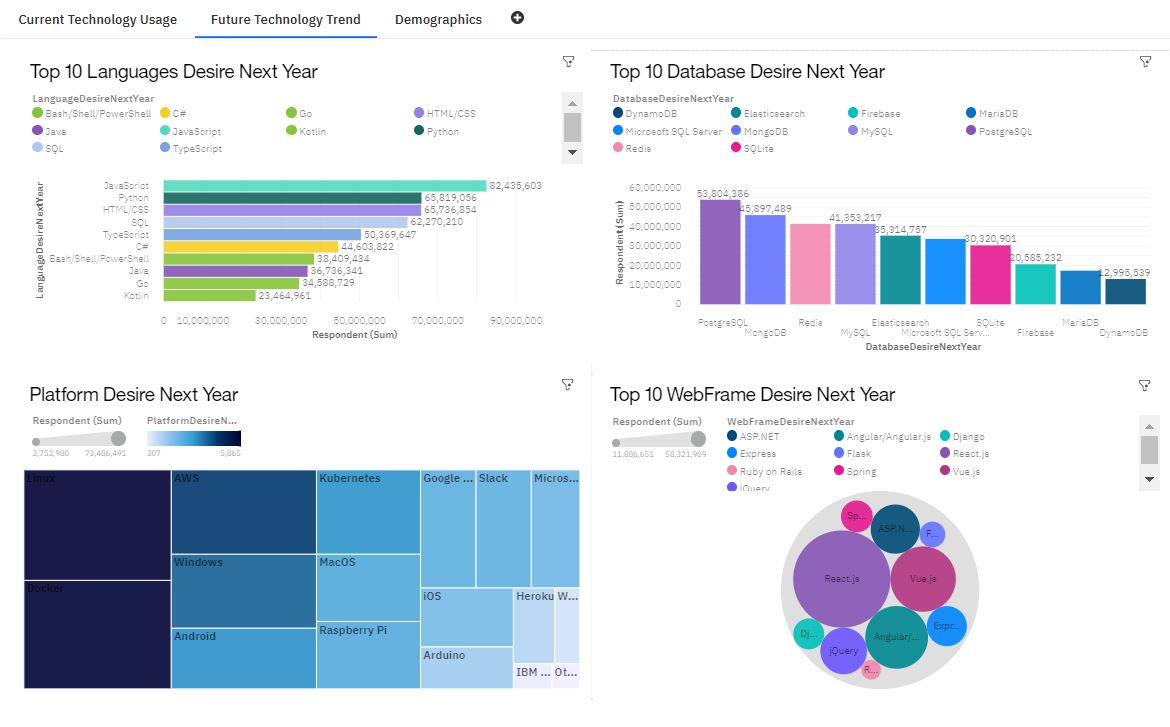 Current Technology Usage
Future Technology Trend
Demographics
Top 10 Languages Desire Next Year
LanguageDesireNextYear
Bash/Shell/PowerShell
C#
Go
HTML/CSS
Java
JavaScript
Kotlin
Python
SQL
TypeScript
LanguageDesireNextYear
JavaScript
82,435,603
Python
65,819,056
HTML/CSS
65,736,854
SQL
62,270,210
TypeScript
50,369,647
C#
44,603,822
Bash/Shell/PowerShell
38,409,434
Java
36,736,341
Go
34,588,729
Kotlin
23,464,961
0
10,000,000
30,000,000
50,000,000
70,000,000
90,000,000
Respondent (Sum)
Top 10 Database Desire Next Year
DatabaseDesireNextYear
DynamoDB
Elasticsearch
Firebase
MariaDB
Microsoft SQL Server
MongoDB
MySQL
PostgreSQL
Redis
SQLite
Respondent (Sum)
60,000,000
50,000,000
40,000,000
30,000,000
20,000,000
10,000,000
0
53,804,386
45,897,489
41,353,217
35,314,757
30,320,901
20,585,232
12,995,539
PostgreSQL
MongoDB
Redis
MySQL
Elasticsearch
Microsoft SQL Serv...
SQLite
Firebase
MariaDB
DynamoDB
DatabaseDesireNextYear
Platform Desire Next Year
Respondent (Sum)
3,752,980
73,486,491
PlatformDesireN...
307
5,865
Linux
Docker
AWS
Windows
Android
Kubernetes
MacOS
Raspberry Pi
Google ...
Slack
Micros...
iOS
Arduino
Heroku
W...
IBM ...
Ot...
Top 10 WebFrame Desire Next Year
Respondent (Sum)
11,886,651
58,321,909
WebFrameDesireNextYear
ASP.NET
Angular/Angular.js
Django
Express
Flask
React.js
Ruby on Rails
Spring
Vue.js
jQuery
Sp...
ASP.N...
F...
React.js
Vue.js
Dj...
jQuery
Angular/...
Expr...
R...